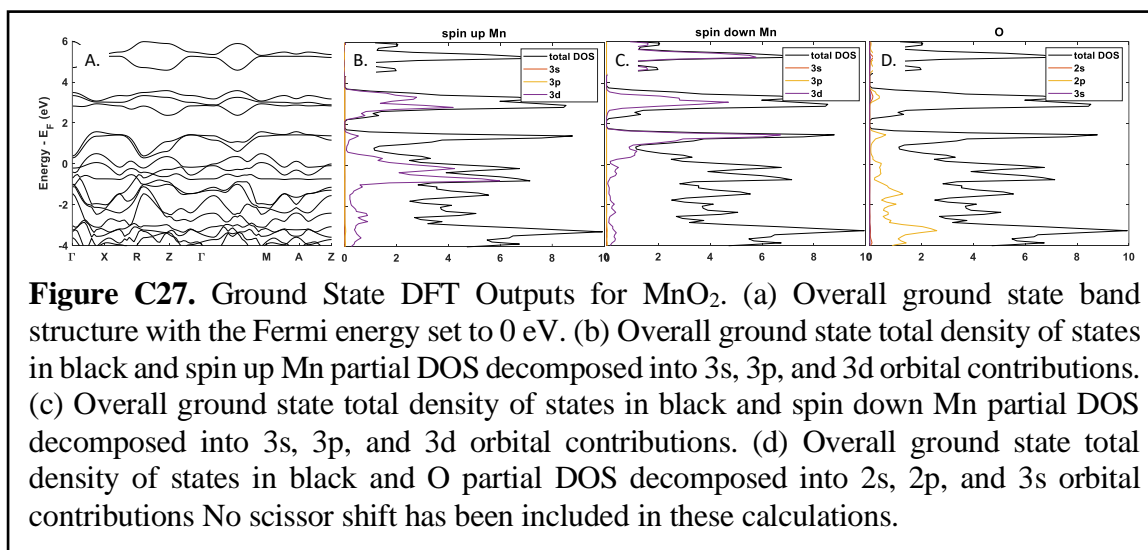 spin up Mn
spin down Mn
O
A.
B.
C.
D.
6
4
2
0
-2
-4
Energy - E_F (eV)
Γ X R Z Γ M A Z
total DOS
3s
3p
3d
0 2 4 6 8
total DOS
3s
3p
3d
10 0 2 4 6 8
total DOS
2s
2p
3s
10 0 2 4 6 8 10
Figure C27. Ground State DFT Outputs for MnO₂. (a) Overall ground state band
structure with the Fermi energy set to 0 eV. (b) Overall ground state total density of states
in black and spin up Mn partial DOS decomposed into 3s, 3p, and 3d orbital contributions.
(c) Overall ground state total density of states in black and spin down Mn partial DOS
decomposed into 3s, 3p, and 3d orbital contributions. (d) Overall ground state total
density of states in black and O partial DOS decomposed into 2s, 2p, and 3s orbital
contributions No scissor shift has been included in these calculations.